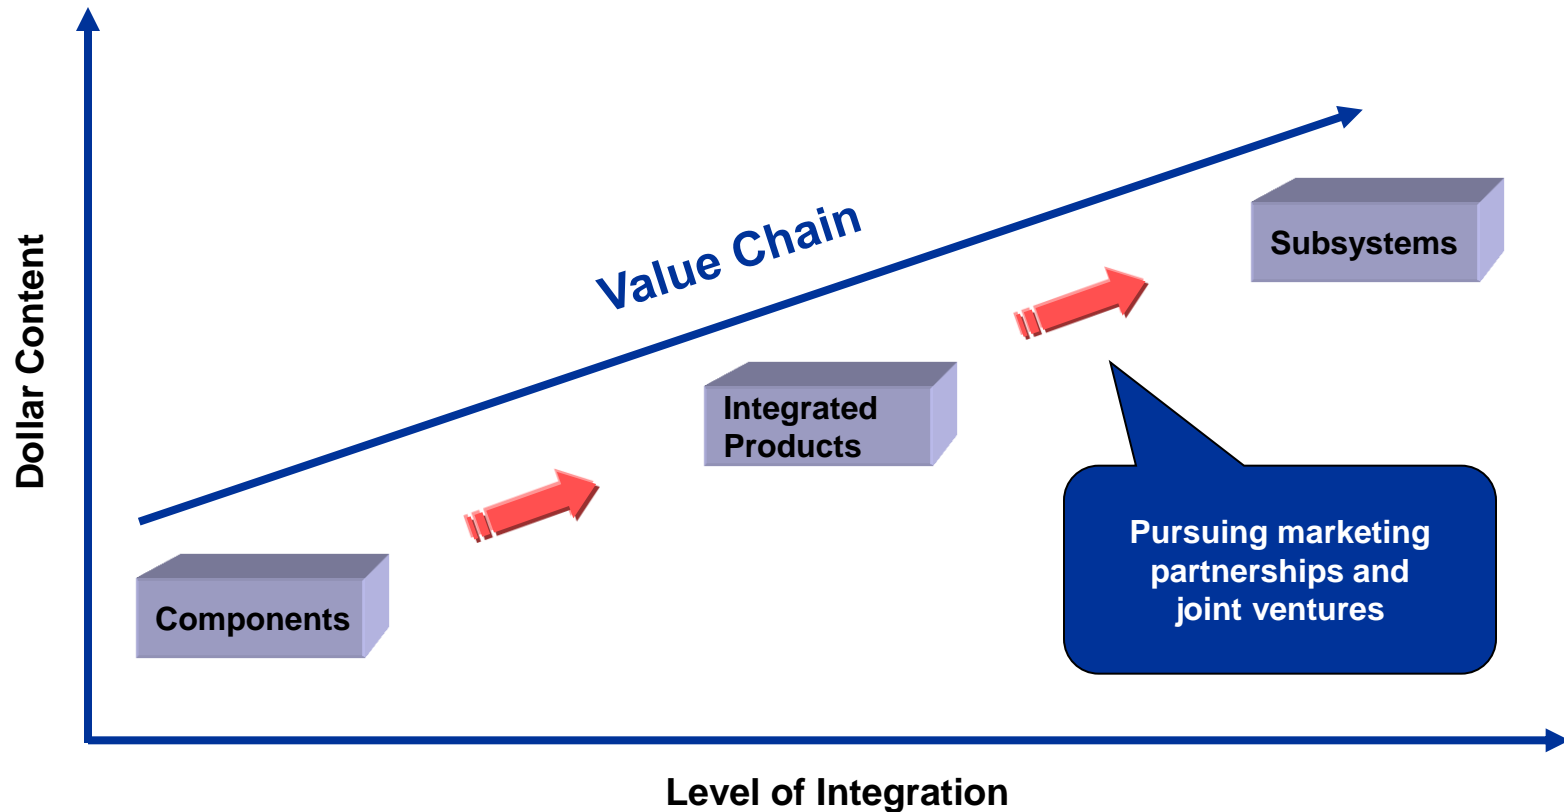 Dollar Content
Value Chain
Subsystems
Integrated
Products
Components
Pursuing marketing
partnerships and
joint ventures
Level of Integration